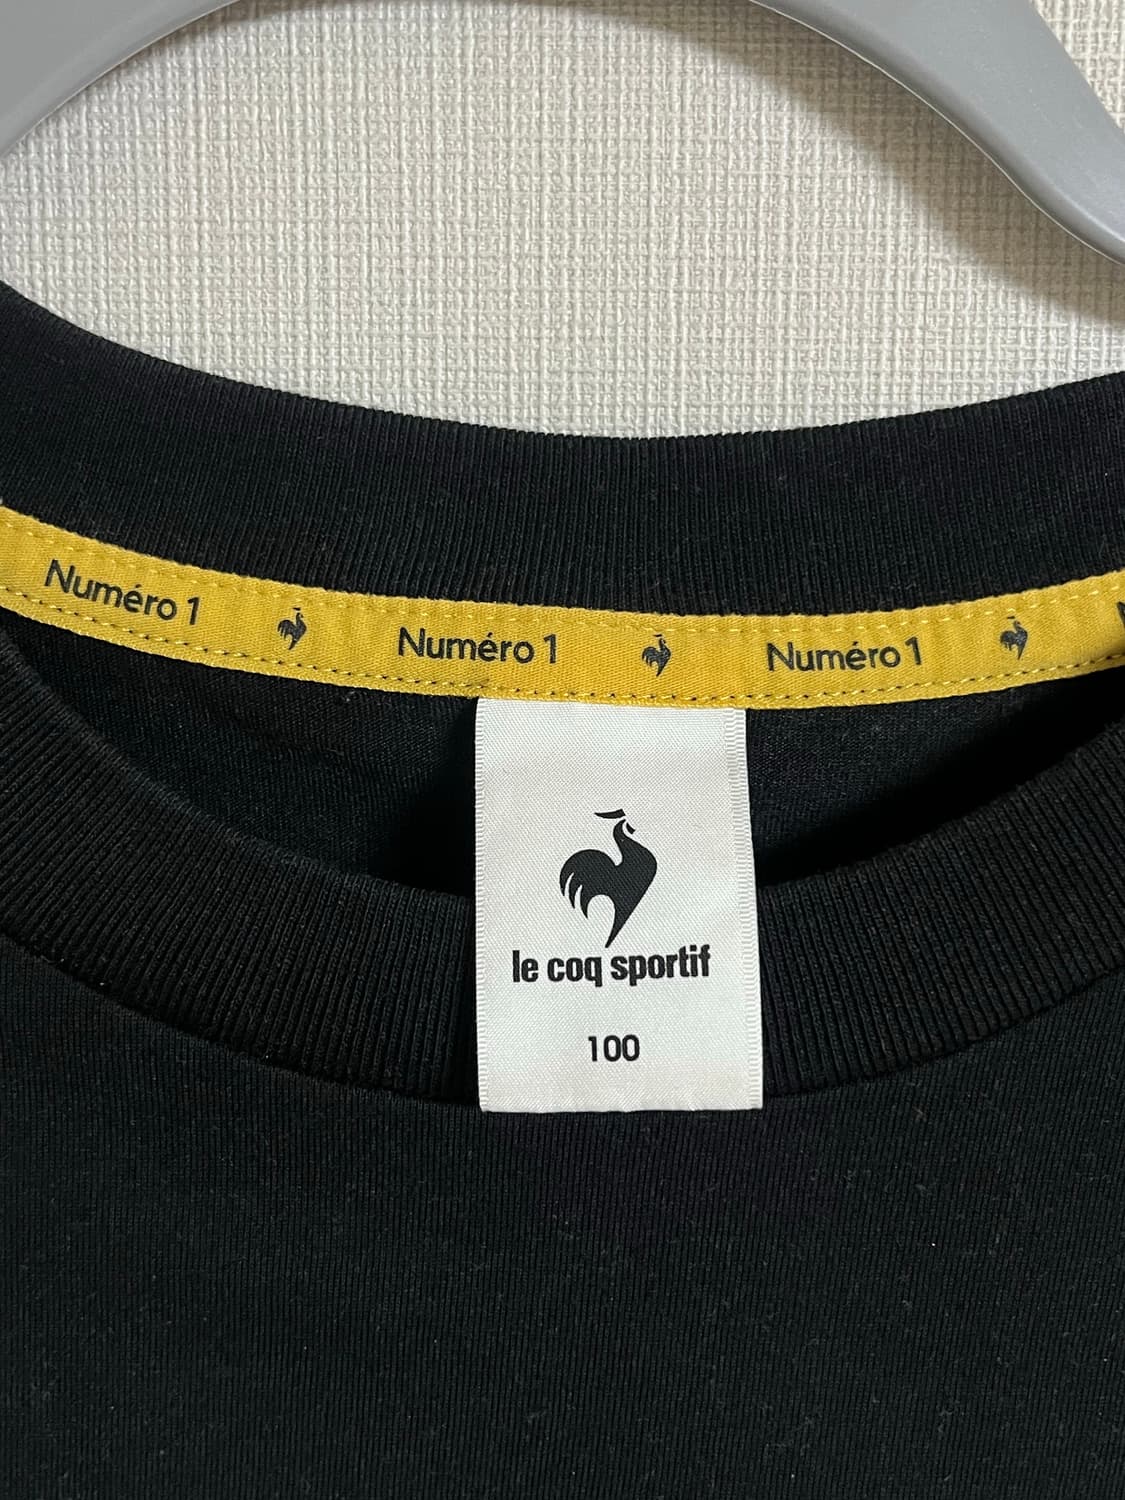 Numéro 1 Numéro 1 Numéro 1
le coq sportif
100